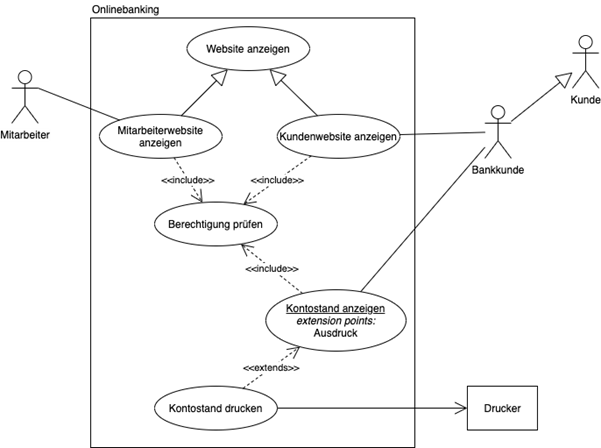 Onlinebanking
Website anzeigen
Mitarbeiter
Mitarbeiterwebsite
anzeigen
Kundenwebsite anzeigen
Kunde
Bankkunde
<<include>>
<<include>>
Berechtigung prüfen
<<include>>
Kontostand anzeigen
extension points:
Ausdruck
<<extends>>
Kontostand drucken
Drucker